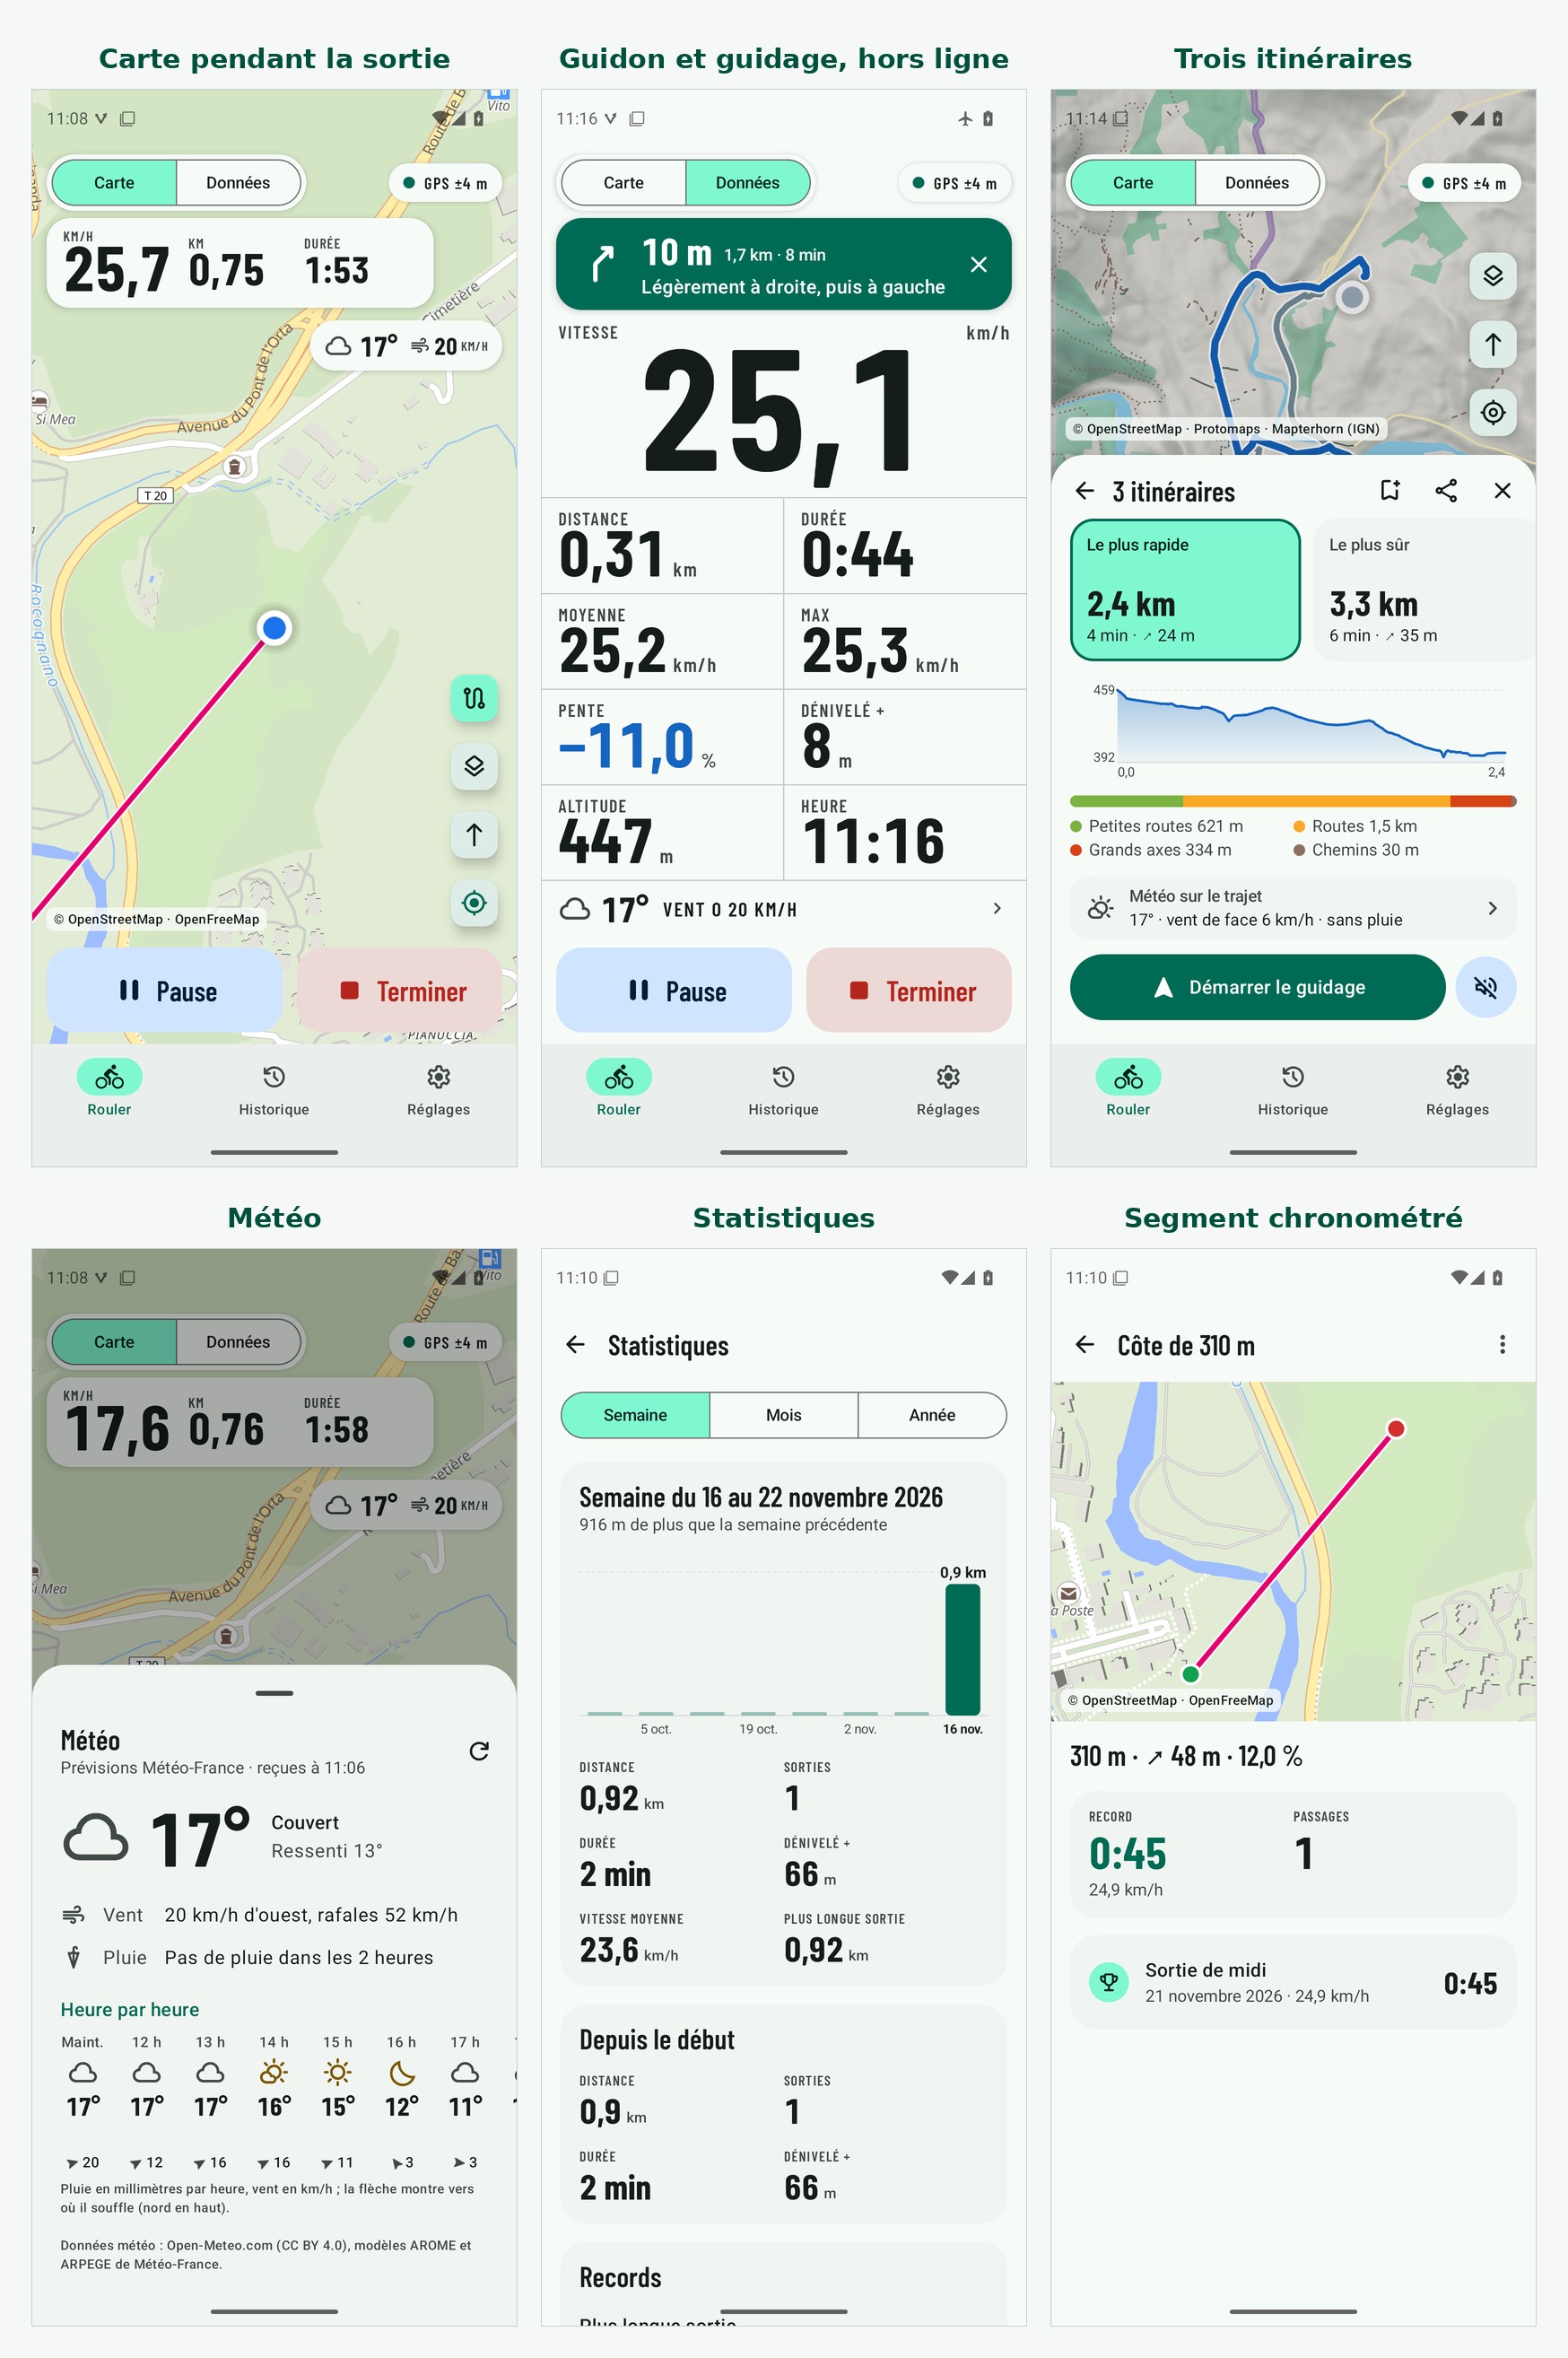 Carte pendant la sortie
Guidon et guidage, hors ligne
Trois itinéraires
11:08
Route de B
Vito
Carte
Données
GPS ±4 m
KM/H
KM
DURÉE
25,7
0,75
1:53
Cimetière
17°
20 KM/H
Si Mea
Avenue du Pont de l'Orta
T 20
© OpenStreetMap · OpenFreeMap
Pause
Terminer
PIANUCCIA
Rouler
Historique
Réglages
11:16
Carte
Données
GPS ±4 m
10 m 1,7 km · 8 min
Légèrement à droite, puis à gauche
VITESSE
km/h
25,1
DISTANCE
DURÉE
0,31 km
0:44
MOYENNE
MAX
25,2 km/h
25,3 km/h
PENTE
DÉNIVELÉ +
–11,0 %
8 m
ALTITUDE
HEURE
447 m
11:16
17° VENT O 20 KM/H
Pause
Terminer
Rouler
Historique
Réglages
11:14
Carte
Données
GPS ±4 m
© OpenStreetMap · Protomaps · Mapterhorn (IGN)
3 itinéraires
Le plus rapide
Le plus sûr
2,4 km
3,3 km
4 min · ↗ 24 m
6 min · ↗ 35 m
459
392
0,0
2,4
Petites routes 621 m
Routes 1,5 km
Grands axes 334 m
Chemins 30 m
Météo sur le trajet
17° · vent de face 6 km/h · sans pluie
Démarrer le guidage
Rouler
Historique
Réglages
Météo
Statistiques
Segment chronométré
11:08
Route de Ba
Vito
Carte
Données
GPS ±4 m
KM/H
KM
DURÉE
17,6
0,76
1:58
17°
20 KM/H
Si Mea
Avenue du Pont de l'Orta
T 20
Météo
Prévisions Météo-France · reçues à 11:06
17°
Couvert
Ressenti 13°
Vent 20 km/h d'ouest, rafales 52 km/h
Pluie Pas de pluie dans les 2 heures
Heure par heure
Maint. 12 h 13 h 14 h 15 h 16 h 17 h
17° 17° 17° 16° 15° 12° 11°
20 12 16 16 11 3 3
Pluie en millimètres par heure, vent en km/h ; la flèche montre vers
où il souffle (nord en haut).
Données météo : Open-Meteo.com (CC BY 4.0), modèles AROME et
ARPEGE de Météo-France.
11:10
Statistiques
Semaine
Mois
Année
Semaine du 16 au 22 novembre 2026
916 m de plus que la semaine précédente
0,9 km
5 oct.
19 oct.
2 nov.
16 nov.
DISTANCE
SORTIES
0,92 km
1
DURÉE
DÉNIVELÉ +
2 min
66 m
VITESSE MOYENNE
PLUS LONGUE SORTIE
23,6 km/h
0,92 km
Depuis le début
DISTANCE
SORTIES
0,9 km
1
DURÉE
DÉNIVELÉ +
2 min
66 m
Records
Plus longue sortie
11:10
Côte de 310 m
a Poste
© OpenStreetMap · OpenFreeMap
310 m · ↗ 48 m · 12,0 %
RECORD
PASSAGES
0:45
1
24,9 km/h
Sortie de midi
21 novembre 2026 · 24,9 km/h
0:45